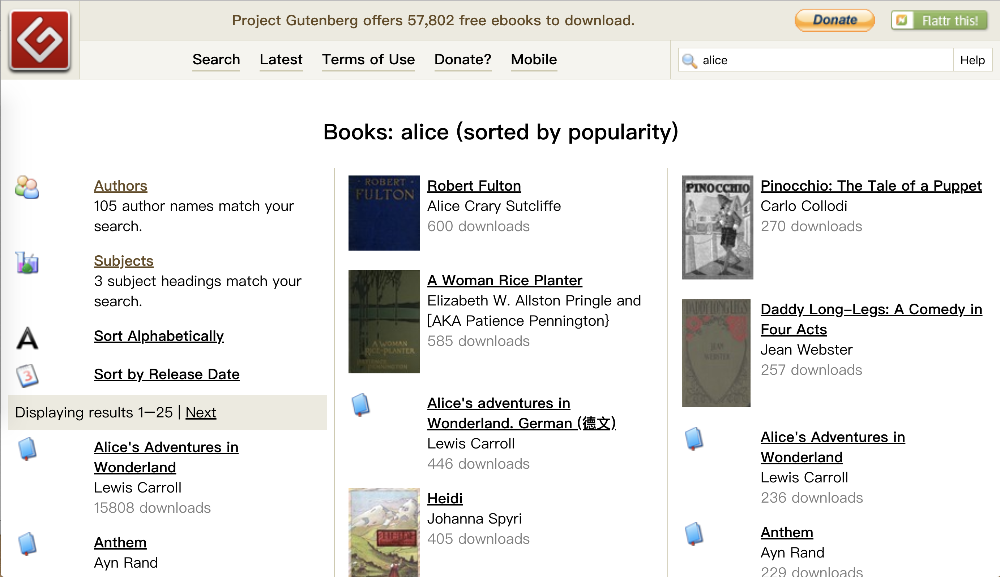 Project Gutenberg offers 57,802 free ebooks to download.
Donate
Flattr this!
Search Latest Terms of Use Donate? Mobile
alice
Help
Books: alice (sorted by popularity)
Authors
105 author names match your
search.
Subjects
3 subject headings match your
search.
A
Sort Alphabetically
3
Sort by Release Date
Displaying results 1–25 | Next
Alice's Adventures in
Wonderland
Lewis Carroll
15808 downloads
Anthem
Ayn Rand
ROBERT
FULTON
Robert Fulton
Alice Crary Sutcliffe
600 downloads
A WOMAN
RICE-PLANTER
PATIENCE
PENNINGTON
A Woman Rice Planter
Elizabeth W. Allston Pringle and
[AKA Patience Pennington}
585 downloads
Alice's adventures in
Wonderland. German (德文)
Lewis Carroll
446 downloads
HEIDI
Heidi
Johanna Spyri
405 downloads
PINOCCHIO
Pinocchio: The Tale of a Puppet
Carlo Collodi
270 downloads
DADDY LONG LEGS
JEAN
WEBSTER
Daddy Long-Legs: A Comedy in
Four Acts
Jean Webster
257 downloads
Alice's Adventures in
Wonderland
Lewis Carroll
236 downloads
Anthem
Ayn Rand
229 downloads